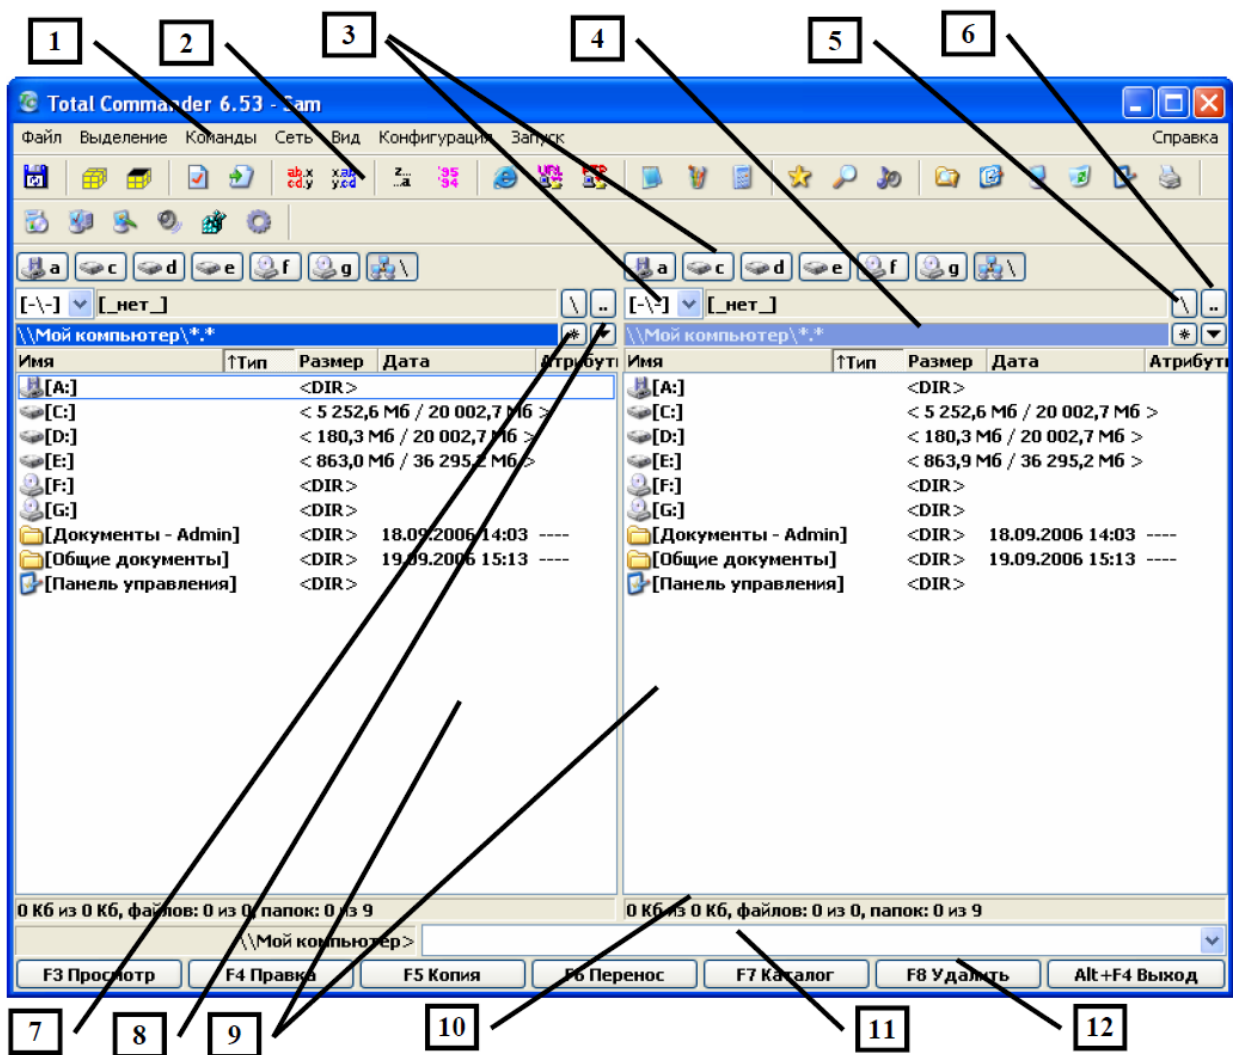 1 2 3 4 5 6
Total Commander 6.53 - Sam
Файл Выделение Команды Сеть Вид Конфигурация Запуск Справка
ab.x cd.y x.ab y.cd z... ...a '95 '94
a c d e f g \ a c d e f g \
[-\-] [_нет_] \ .. [-\-] [_нет_] \ ..
\\Мой компьютер\*.* * \\Мой компьютер\*.* *
Имя ↑Тип Размер Дата Атрибуты Имя ↑Тип Размер Дата Атрибуты
[A:] <DIR> [A:] <DIR>
[C:] < 5 252,6 Мб / 20 002,7 Мб > [C:] < 5 252,6 Мб / 20 002,7 Мб >
[D:] < 180,3 Мб / 20 002,7 Мб > [D:] < 180,3 Мб / 20 002,7 Мб >
[E:] < 863,0 Мб / 36 295,2 Мб > [E:] < 863,9 Мб / 36 295,2 Мб >
[F:] <DIR> [F:] <DIR>
[G:] <DIR> [G:] <DIR>
[Документы - Admin] <DIR> 18.09.2006 14:03 ---- [Документы - Admin] <DIR> 18.09.2006 14:03 ----
[Общие документы] <DIR> 19.09.2006 15:13 ---- [Общие документы] <DIR> 19.09.2006 15:13 ----
[Панель управления] <DIR> [Панель управления] <DIR>
0 Кб из 0 Кб, файлов: 0 из 0, папок: 0 из 9 0 Кб из 0 Кб, файлов: 0 из 0, папок: 0 из 9
\\Мой компьютер>
F3 Просмотр F4 Правка F5 Копия F6 Перенос F7 Каталог F8 Удалить Alt+F4 Выход
7 8 9 10 11 12